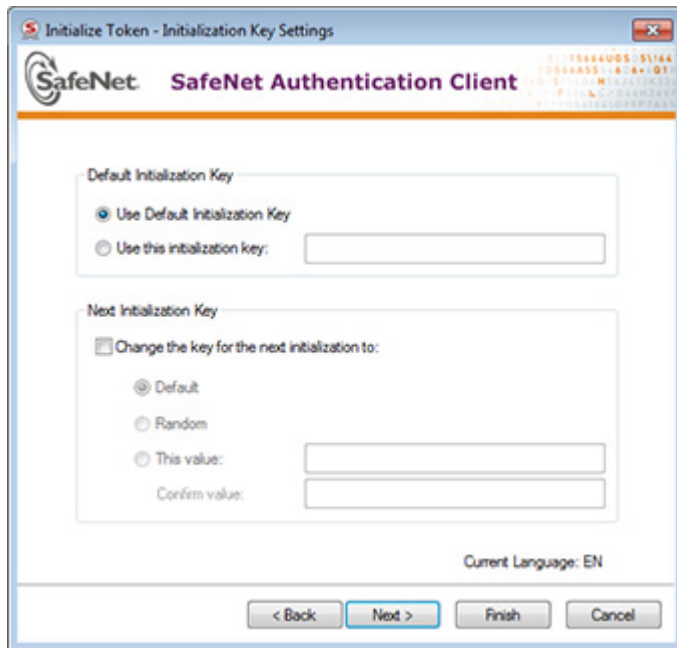 Initialize Token - Initialization Key Settings
SafeNet. SafeNet Authentication Client
Default Initialization Key
Use Default Initialization Key
Use this initialization key:
Next Initialization Key
Change the key for the next initialization to:
Default
Random
This value:
Confirm value:
Current Language: EN
< Back Next > Finish Cancel